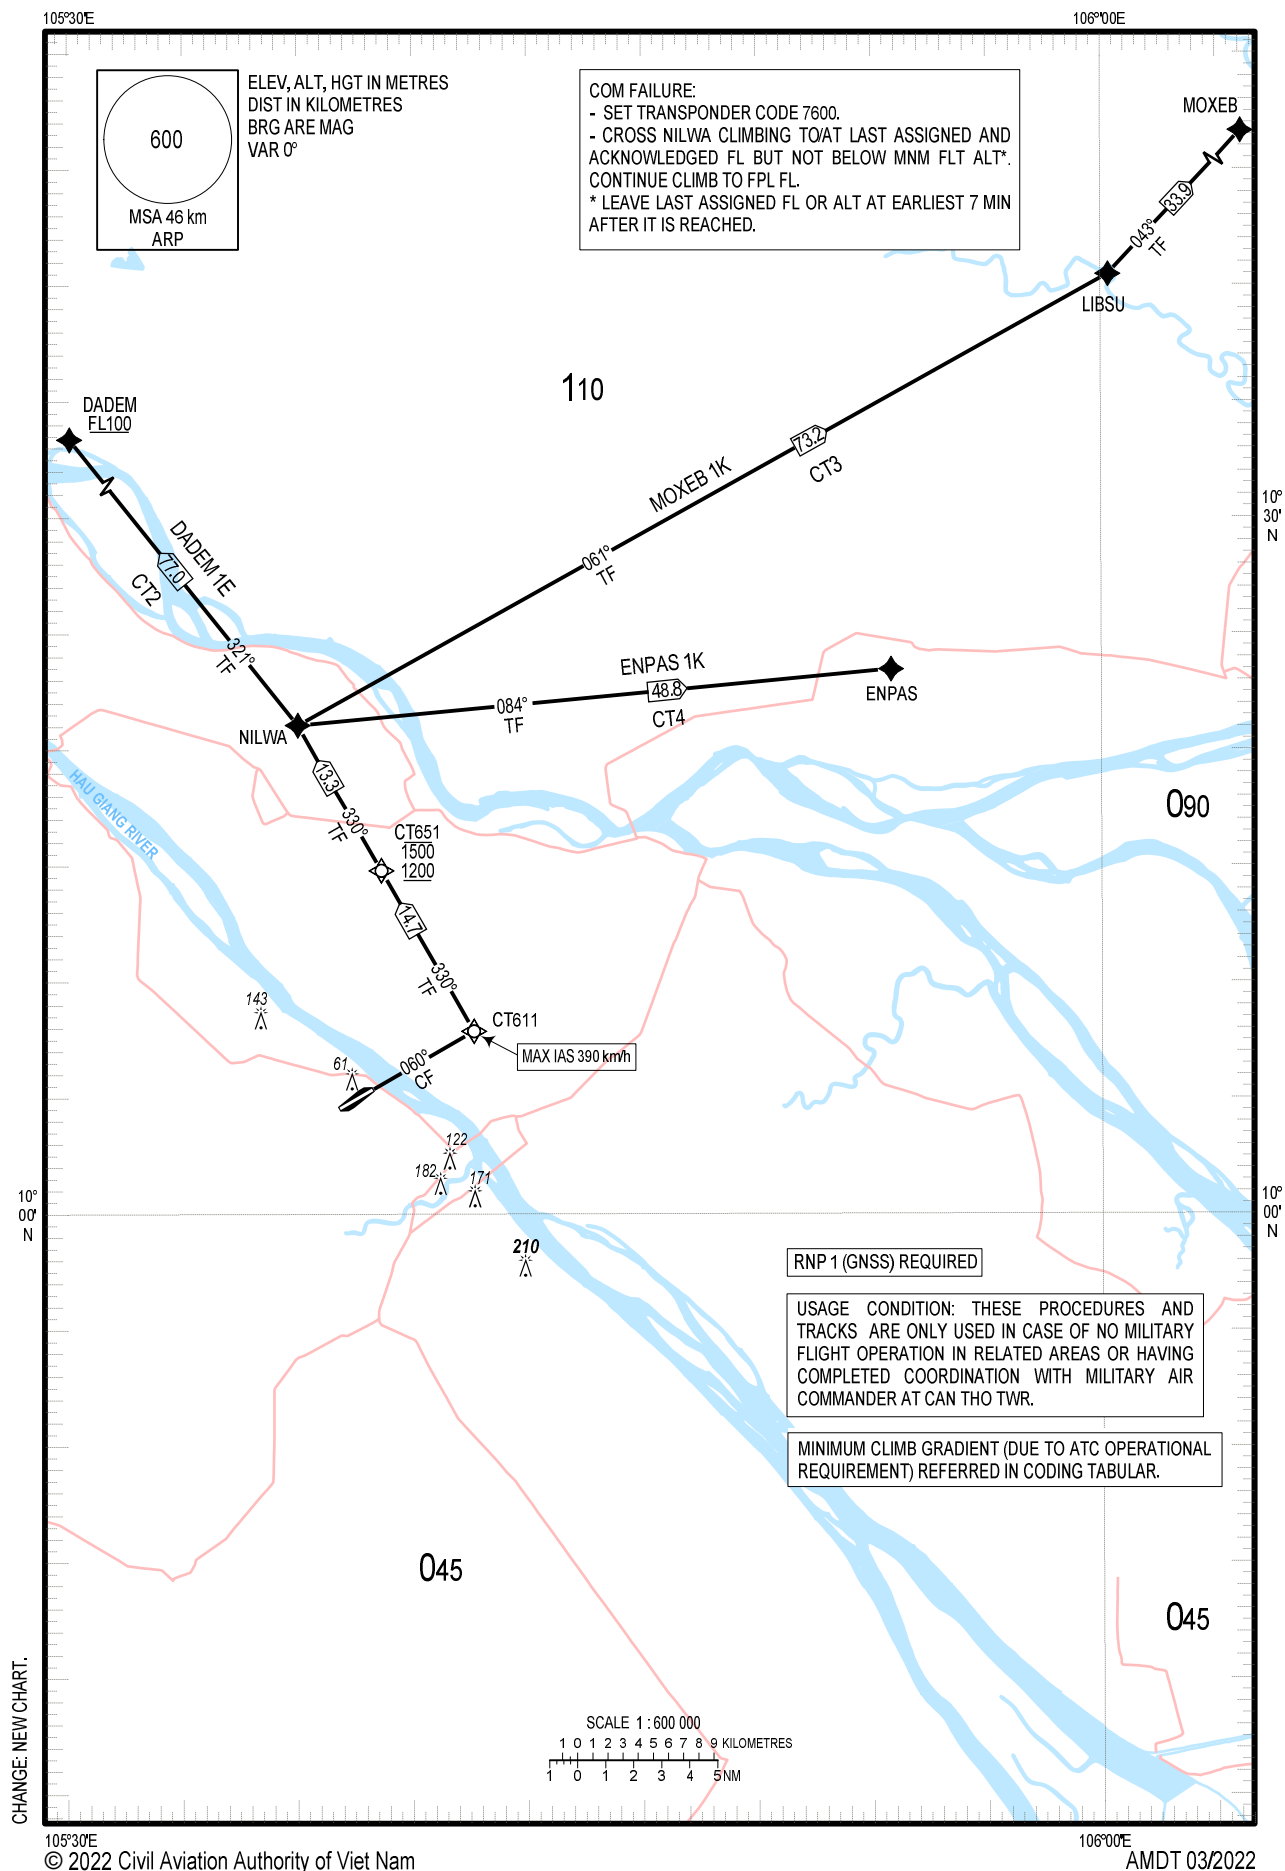 105°30'E
106°00'E
600
MSA 46 km
ARP
ELEV, ALT, HGT IN METRES
DIST IN KILOMETRES
BRG ARE MAG
VAR 0°
COM FAILURE:
- SET TRANSPONDER CODE 7600.
- CROSS NILWA CLIMBING TO/AT LAST ASSIGNED AND
ACKNOWLEDGED FL BUT NOT BELOW MNM FLT ALT*.
CONTINUE CLIMB TO FPL FL.
* LEAVE LAST ASSIGNED FL OR ALT AT EARLIEST 7 MIN
AFTER IT IS REACHED.
MOXEB
33.9
043°
TF
LIBSU
110
DADEM
FL100
73.2
CT3
MOXEB 1K
061°
TF
10°
30'
N
DADEM 1E
77.0
CT2
321°
TF
ENPAS 1K
48.8
CT4
084°
TF
ENPAS
NILWA
HAU GIANG RIVER
13.3
330°
TF
CT651
1500
1200
090
14.7
330°
TF
143
CT611
MAX IAS 390 km/h
61
060°
CF
122
182
171
10°
00'
N
10°
00'
N
210
RNP 1 (GNSS) REQUIRED
USAGE CONDITION: THESE PROCEDURES AND
TRACKS ARE ONLY USED IN CASE OF NO MILITARY
FLIGHT OPERATION IN RELATED AREAS OR HAVING
COMPLETED COORDINATION WITH MILITARY AIR
COMMANDER AT CAN THO TWR.
MINIMUM CLIMB GRADIENT (DUE TO ATC OPERATIONAL
REQUIREMENT) REFERRED IN CODING TABULAR.
045
045
CHANGE: NEW CHART.
SCALE 1 : 600 000
1 0 1 2 3 4 5 6 7 8 9 KILOMETRES
1 0 1 2 3 4 5 NM
105°30'E
106°00'E
© 2022 Civil Aviation Authority of Viet Nam
AMDT 03/2022